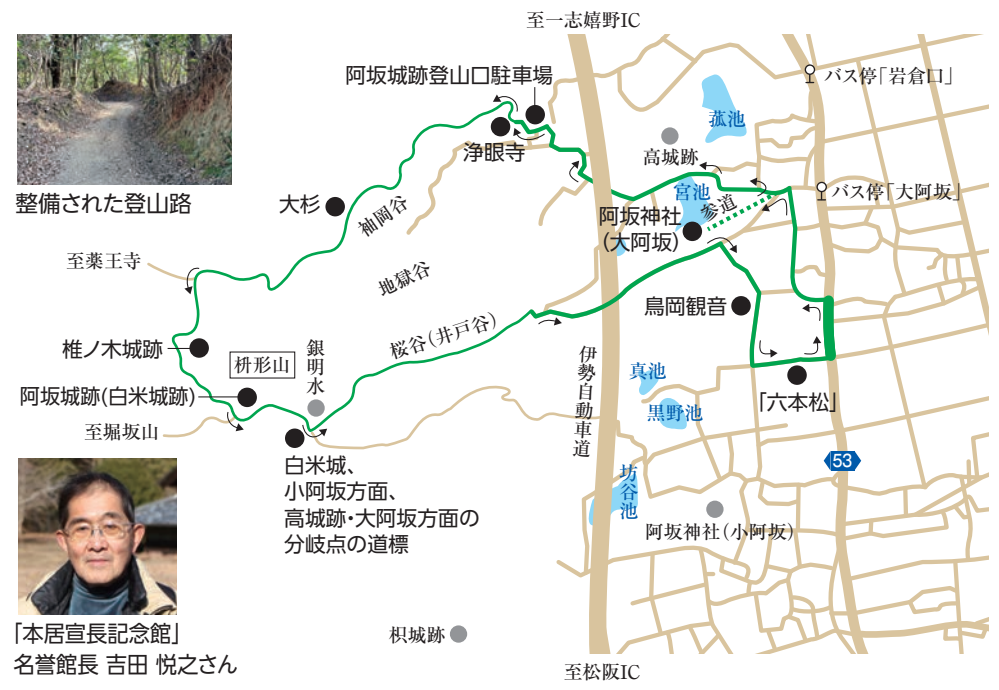 至一志嬉野IC
整備された登山路
阿坂城跡登山口駐車場
浄眼寺
大杉
袖岡谷
地獄谷
至薬王寺
椎ノ木城跡
枡形山
銀明水
阿坂城跡(白米城跡)
至堀坂山
桜谷(井戸谷)
白米城、
小阿坂方面、
高城跡・大阿坂方面の
分岐点の道標
「本居宣長記念館」
名誉館長 吉田 悦之さん
枳城跡
バス停「岩倉口」
菰池
高城跡
宮池
参道
バス停「大阿坂」
阿坂神社
(大阿坂)
鳥岡観音
「六本松」
伊勢自動車道
真池
黒野池
坊谷池
53
阿坂神社(小阿坂)
至松阪IC